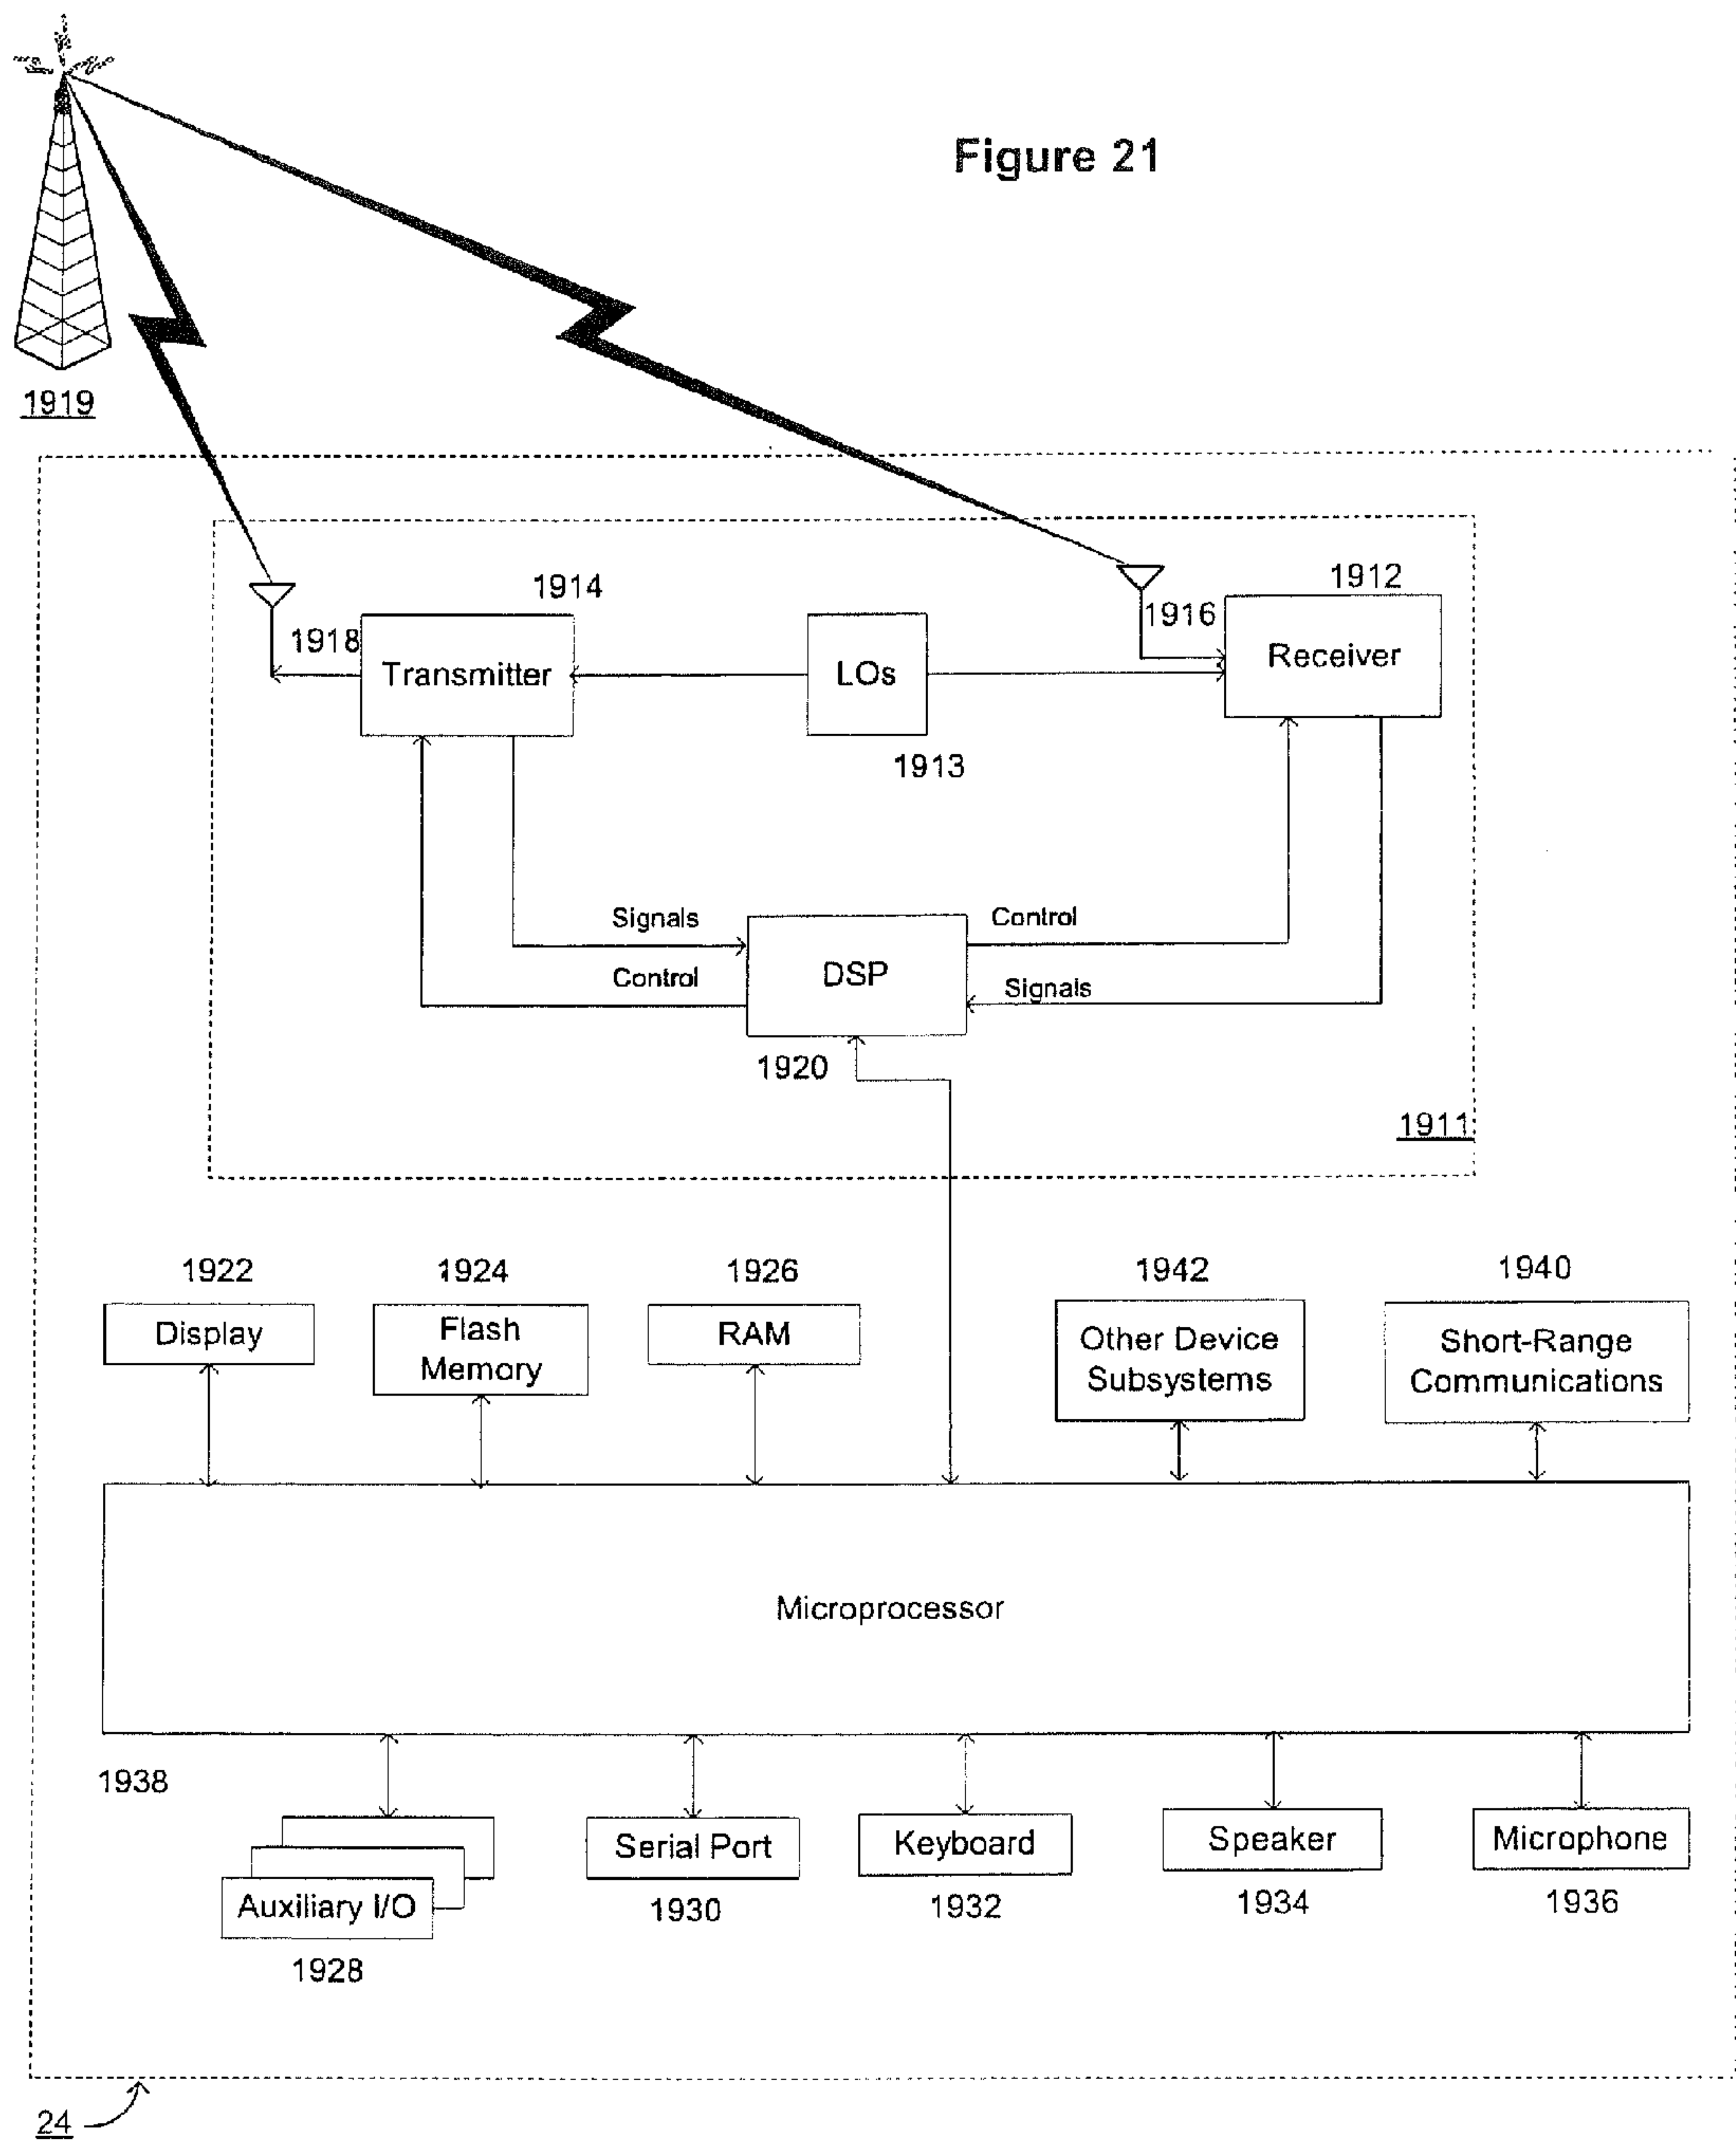 Figure 21
1919
1914
1912
1918
1916
Transmitter
LOs
Receiver
1913
Signals
Control
DSP
Control
Signals
1920
1911
1922
1924
1926
1942
1940
Display
Flash
Memory
RAM
Other Device
Subsystems
Short-Range
Communications
Microprocessor
1938
Auxiliary I/O
Serial Port
Keyboard
Speaker
Microphone
1928
1930
1932
1934
1936
24